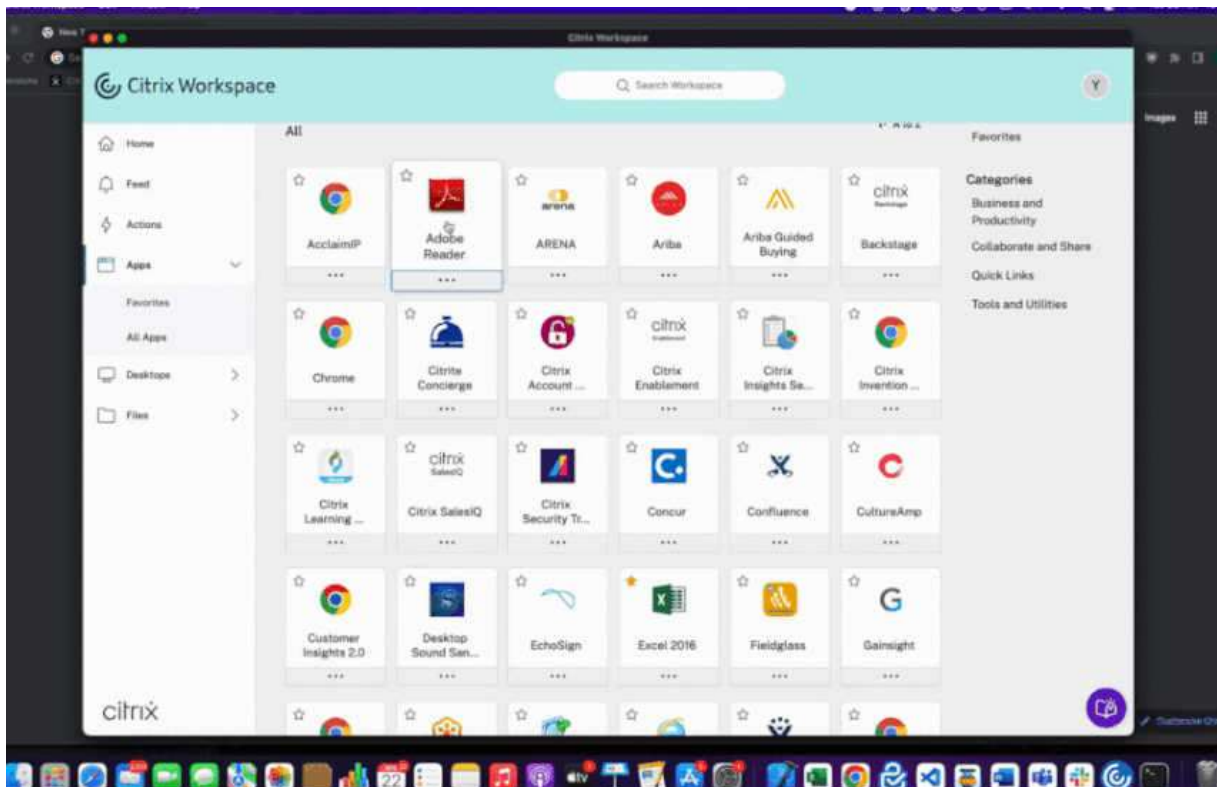 Citrix Workspace
Citrix Workspace
Search Workspace
Y
Images
Home
Feed
Actions
Apps
Favorites
All Apps
Desktops
Files
citrix
All
AcclaimIP
Adobe
Reader
arena
ARENA
Ariba
Ariba Guided
Buying
citrix
Backstage
Backstage
Chrome
Citrite
Concierge
Citrix
Account ...
citrix
Citrix
Enablement
Citrix
Insights Se...
Citrix
Invention ...
Citrix
Learning ...
citrix
SalesIQ
Citrix SalesIQ
Citrix
Security Tr...
C.
Concur
Confluence
C
CultureAmp
Customer
Insights 2.0
Desktop
Sound San...
EchoSign
X
Excel 2016
Fieldglass
G
Gainsight
Favorites
Categories
Business and
Productivity
Collaborate and Share
Quick Links
Tools and Utilities
22
tv